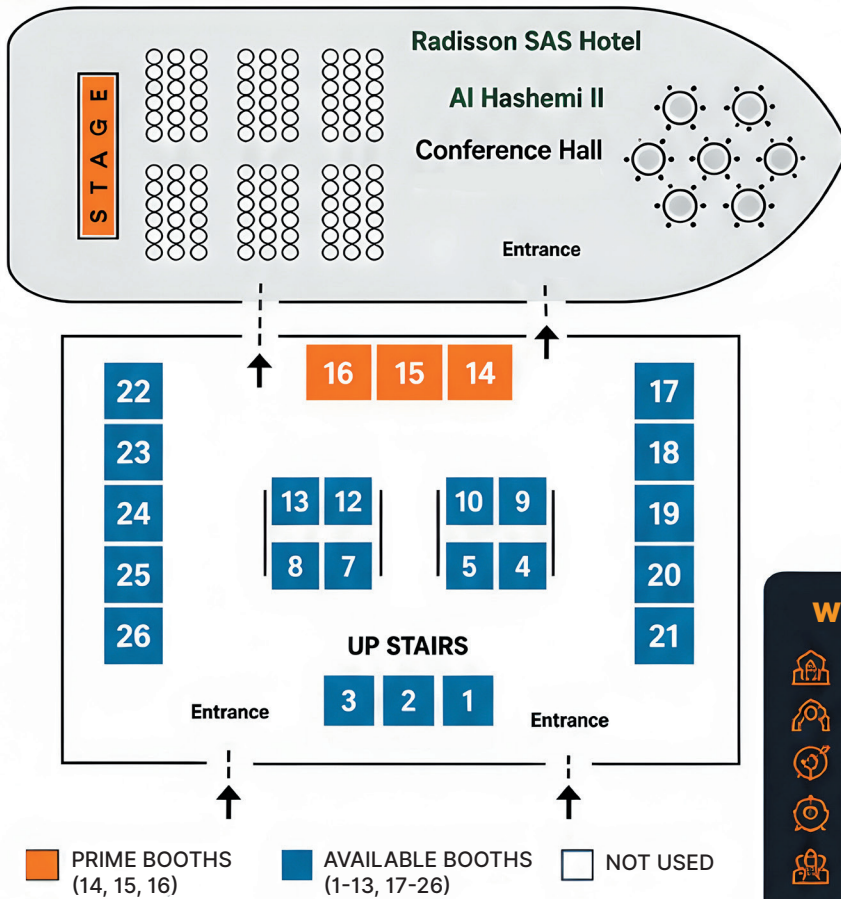 STAGE
Radisson SAS Hotel
Al Hashemi II
Conference Hall
Entrance
16 15 14
22
23
24
25
26
17
18
19
20
21
13 12
8 7
10 9
5 4
UP STAIRS
3 2 1
Entrance
Entrance
PRIME BOOTHS
(14, 15, 16)
AVAILABLE BOOTHS
(1-13, 17-26)
NOT USED
W